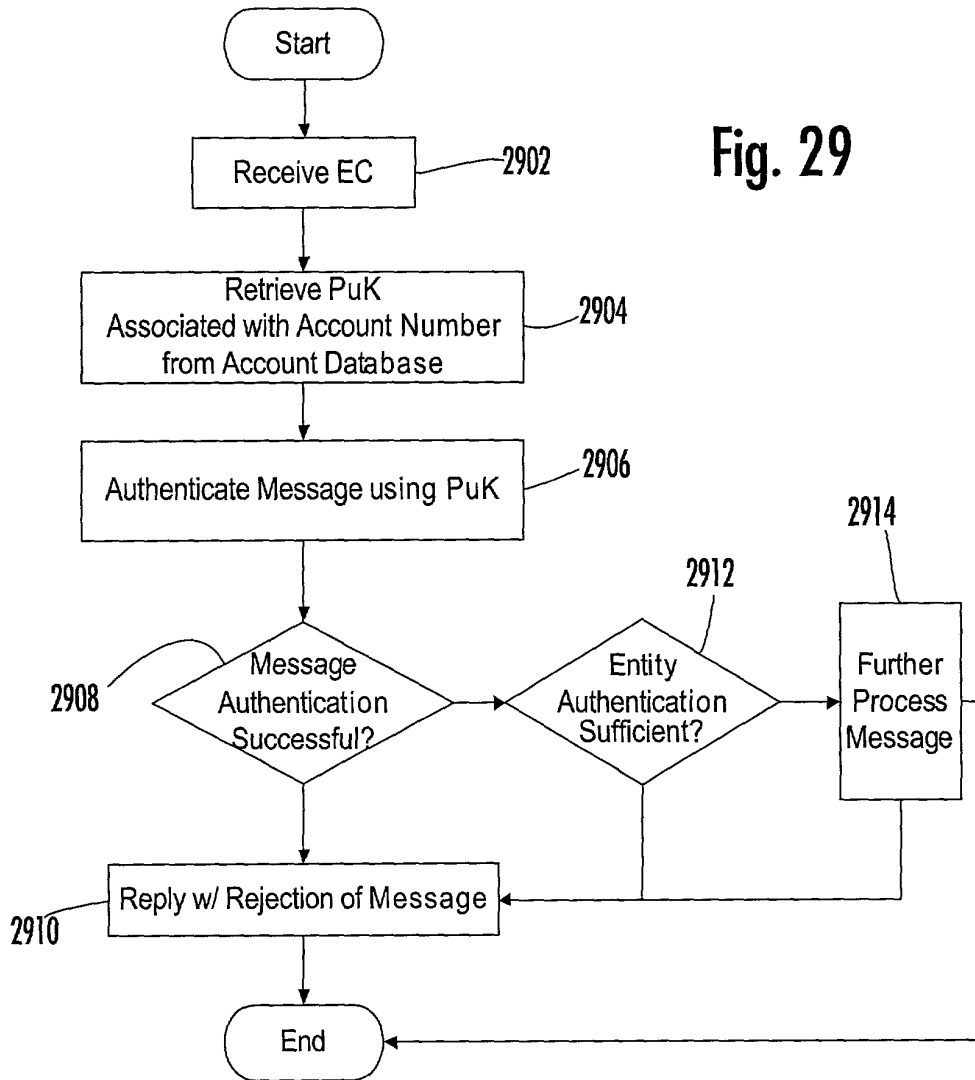 Start
Fig. 29
Receive EC
2902
Retrieve PuK
Associated with Account Number
from Account Database
2904
Authenticate Message using PuK
2906
Message
Authentication
Successful?
2908
Entity
Authentication
Sufficient?
2912
Further
Process
Message
2914
Reply w/ Rejection of Message
2910
End